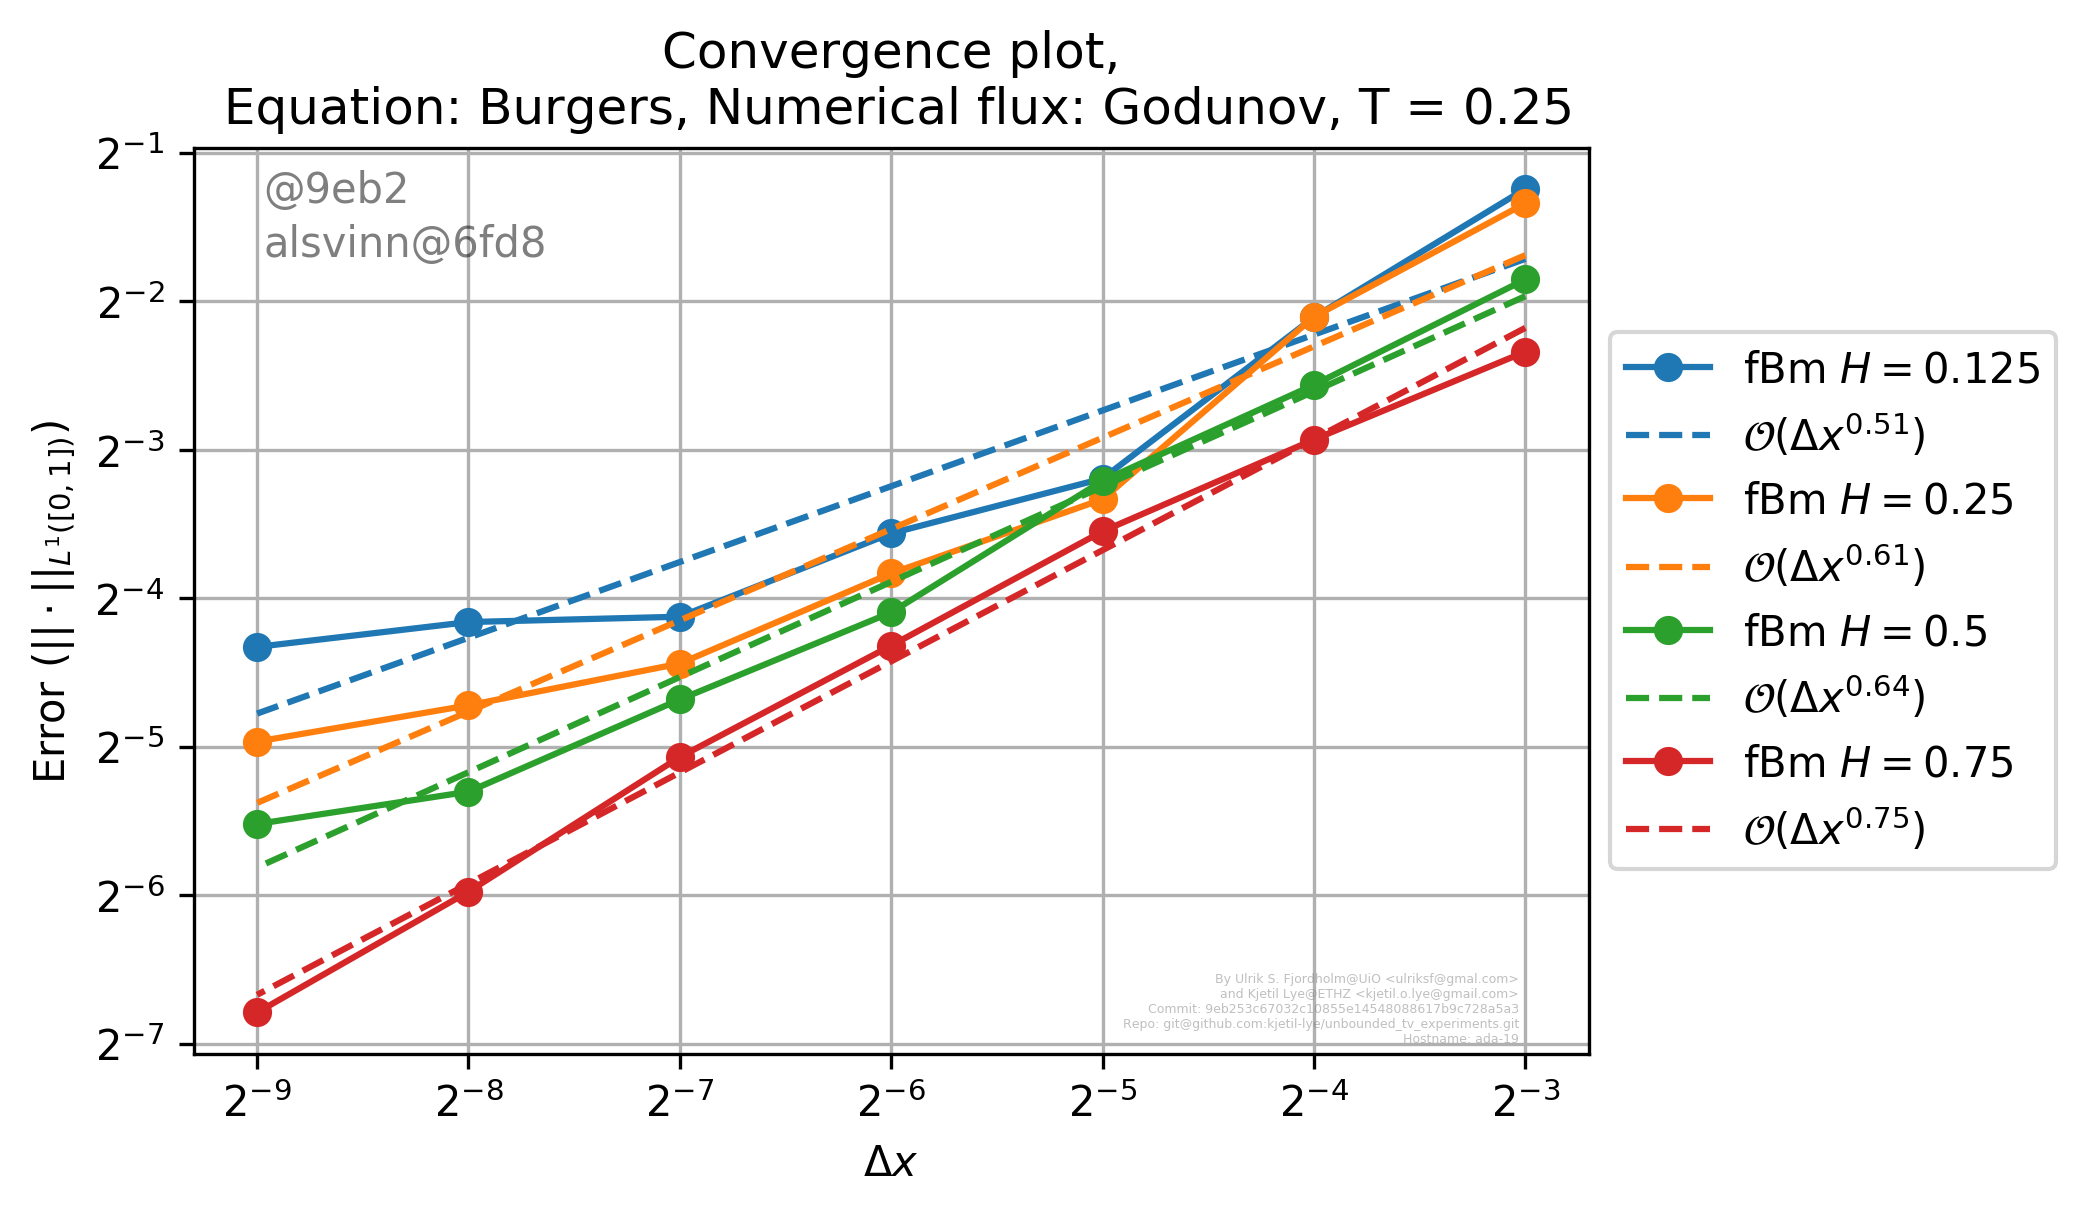 Convergence plot,
Equation: Burgers, Numerical flux: Godunov, T = 0.25
@9eb2
alsvinn@6fd8
Error (|| · ||_{L^1([0, 1])})
2^{-1}
2^{-2}
2^{-3}
2^{-4}
2^{-5}
2^{-6}
2^{-7}
2^{-9} 2^{-8} 2^{-7} 2^{-6} 2^{-5} 2^{-4} 2^{-3}
Δx
fBm H = 0.125
𝒪(Δx^{0.51})
fBm H = 0.25
𝒪(Δx^{0.61})
fBm H = 0.5
𝒪(Δx^{0.64})
fBm H = 0.75
𝒪(Δx^{0.75})
By Ulrik S. Fjordholm@UiO <ulriksf@gmal.com>
and Kjetil Lye@ETHZ <kjetil.o.lye@gmail.com>
Commit: 9eb253c67032c10855e14548088617b9c728a5a3
Repo: git@github.com:kjetil-lye/unbounded_tv_experiments.git
Hostname: ada-19